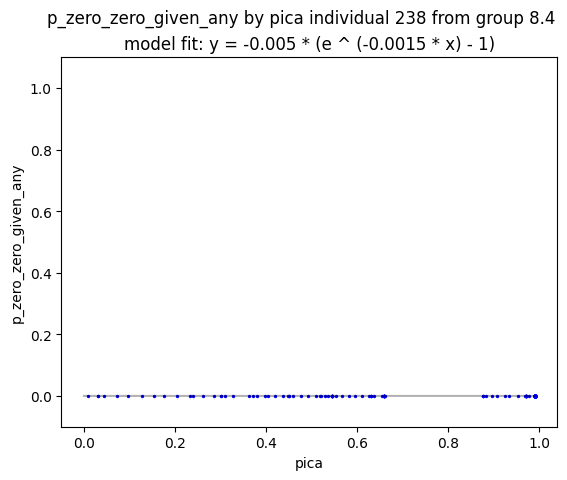 p_zero_zero_given_any by pica individual 238 from group 8.4
model fit: y = -0.005 * (e ^ (-0.0015 * x) - 1)
1.0
0.8
0.6
0.4
0.2
0.0
p_zero_zero_given_any
0.0 0.2 0.4 0.6 0.8 1.0
pica